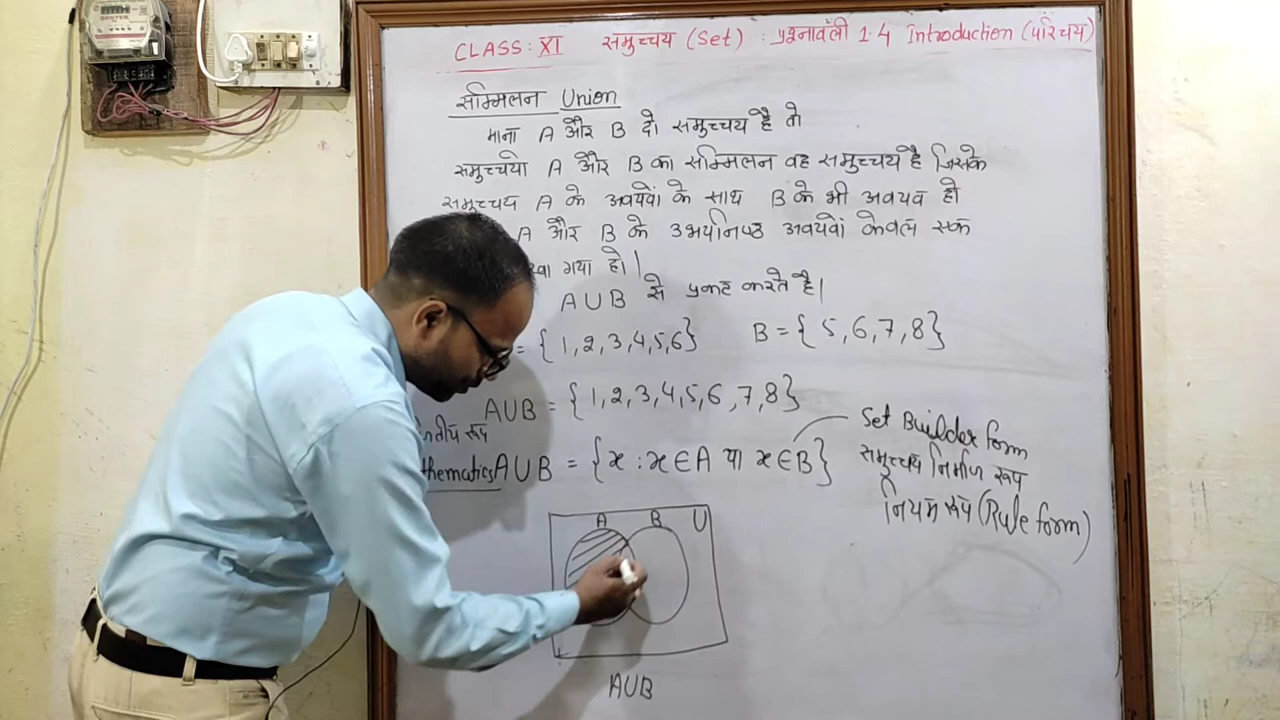 CLASS: XI समुच्चय (Set) : प्रश्नावली 1.4 Introduction (परिचय)
सम्मिलन Union
माना A और B दो समुच्चय है तो
समुच्चयो A और B का सम्मिलन वह समुच्चय है जिसके
समुच्चय A के अवयवों के साथ B के भी अवयव हो
A और B के उभयनिष्ठ अवयवों केवल एक
गया हो।
AUB से प्रकट करते है।
= {1,2,3,4,5,6} B = {5,6,7,8}
AUB = {1,2,3,4,5,6,7,8}
रूप
thematics AUB = {x : x∈A या x∈B}
Set Builder form
समुच्चय निर्माण रूप
नियम रूप (Rule form)
A B U
AUB